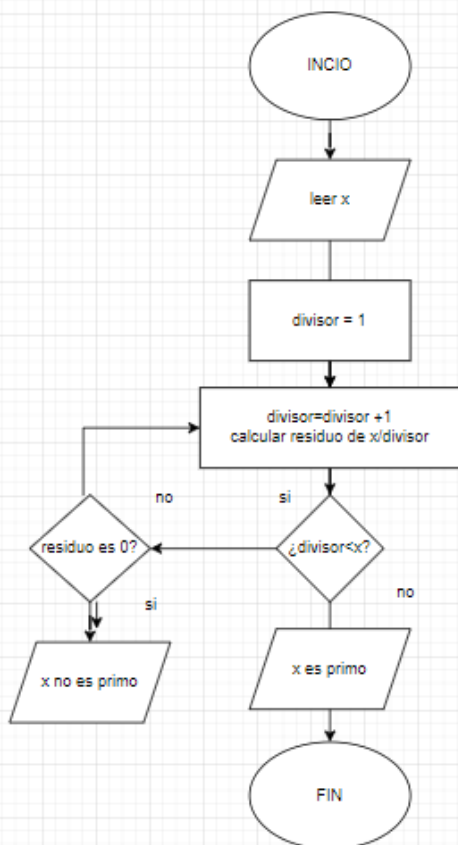 INCIO
leer x
divisor = 1
divisor=divisor +1
calcular residuo de x/divisor
no
si
residuo es 0?
¿divisor<x?
si
no
x no es primo
x es primo
FIN